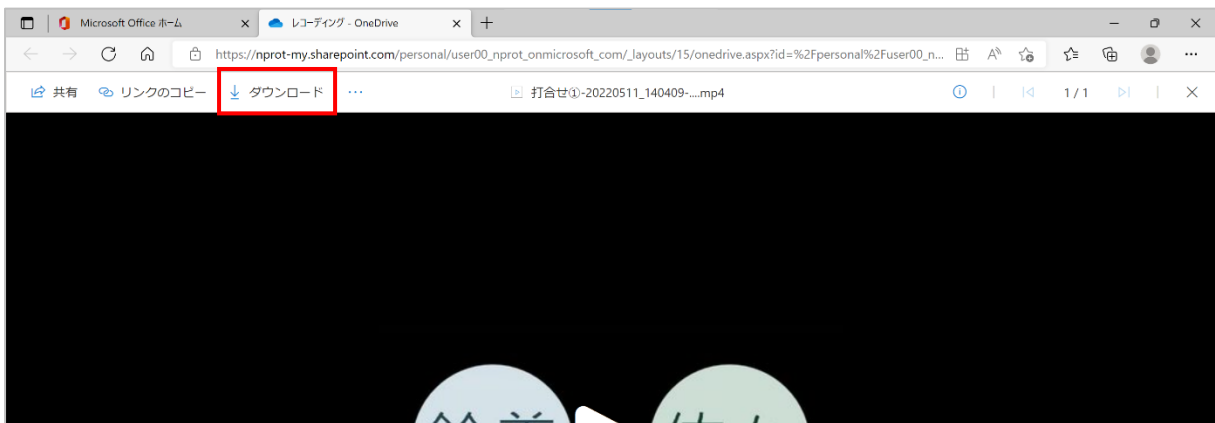 Microsoft Office ホーム
レコーディング - OneDrive
https://nprot-my.sharepoint.com/personal/user00_nprot_onmicrosoft_com/_layouts/15/onedrive.aspx?id=%2Fpersonal%2Fuser00_n...
共有 リンクのコピー ダウンロード ··· 打合せ①-20220511_140409-....mp4 1 / 1